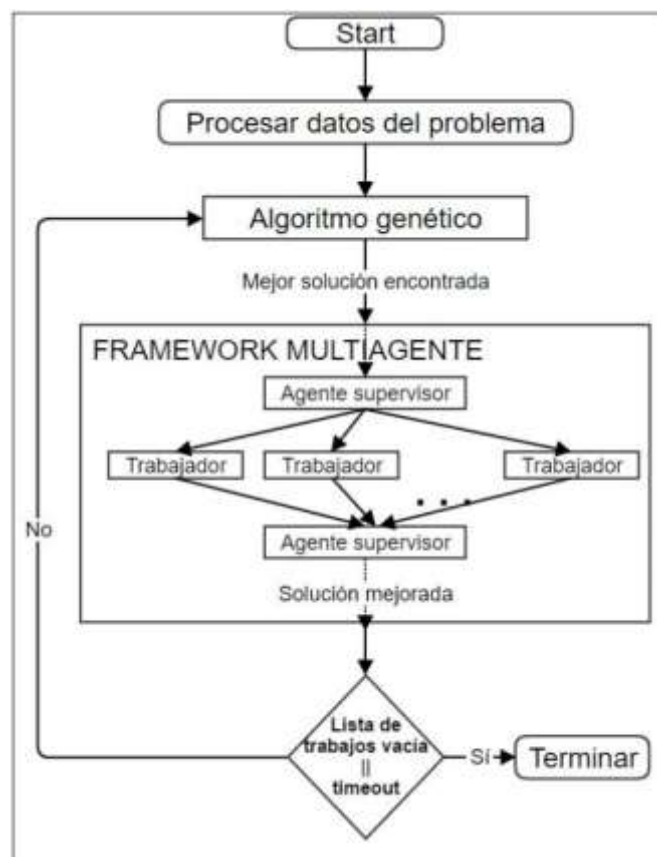 Start
Procesar datos del problema
Algoritmo genético
Mejor solución encontrada
FRAMEWORK MULTIAGENTE
Agente supervisor
Trabajador
Trabajador
Trabajador
. . .
Agente supervisor
Solución mejorada
No
Lista de
trabajos vacía
||
timeout
Sí
Terminar